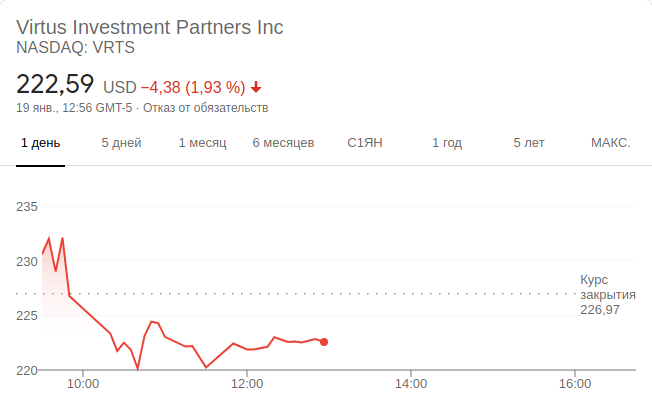 Virtus Investment Partners Inc
NASDAQ: VRTS
222,59 USD −4,38 (1,93 %)
19 янв., 12:56 GMT-5 · Отказ от обязательств
1 день 5 дней 1 месяц 6 месяцев С1ЯН 1 год 5 лет МАКС.
235
230
Курс
закрытия
226,97
225
220
10:00 12:00 14:00 16:00